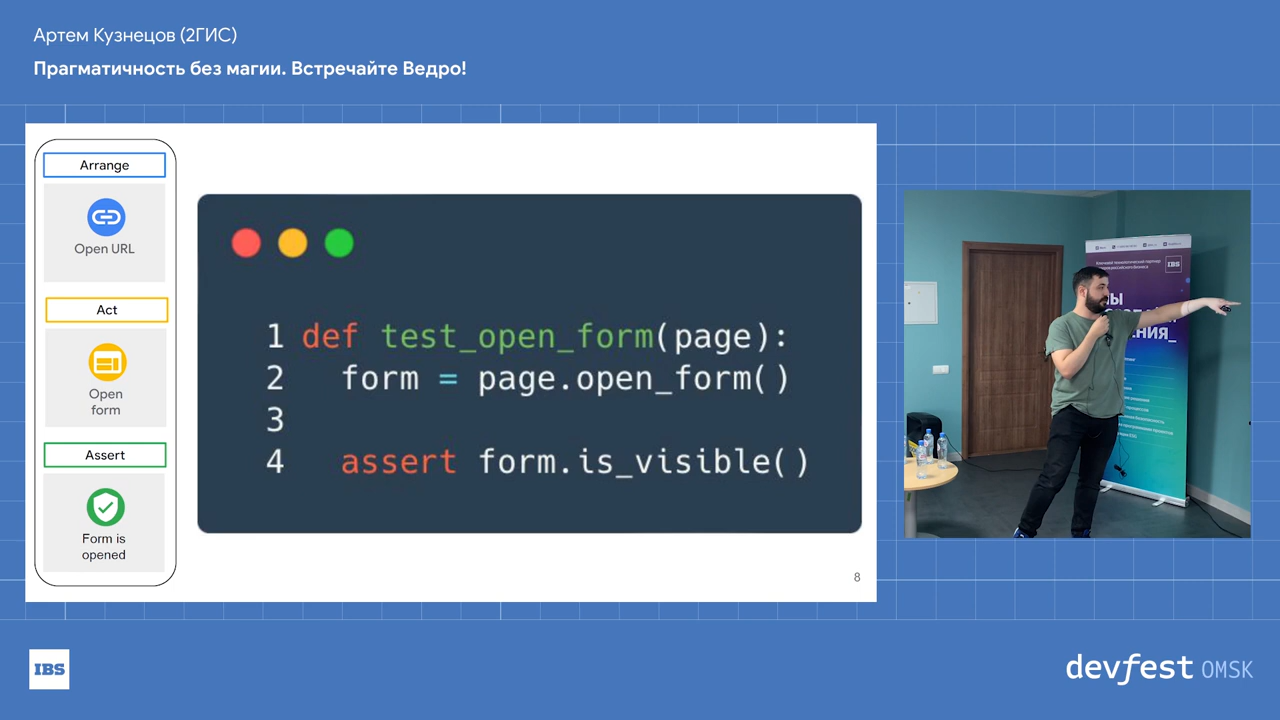 Артем Кузнецов (2ГИС)
Прагматичность без магии. Встречайте Ведро!
Arrange
Open URL
Act
Open
form
Assert
Form is
opened
1 def test_open_form(page):
2 form = page.open_form()
3
4 assert form.is_visible()
8
IBS
IBS
devfest OMSK